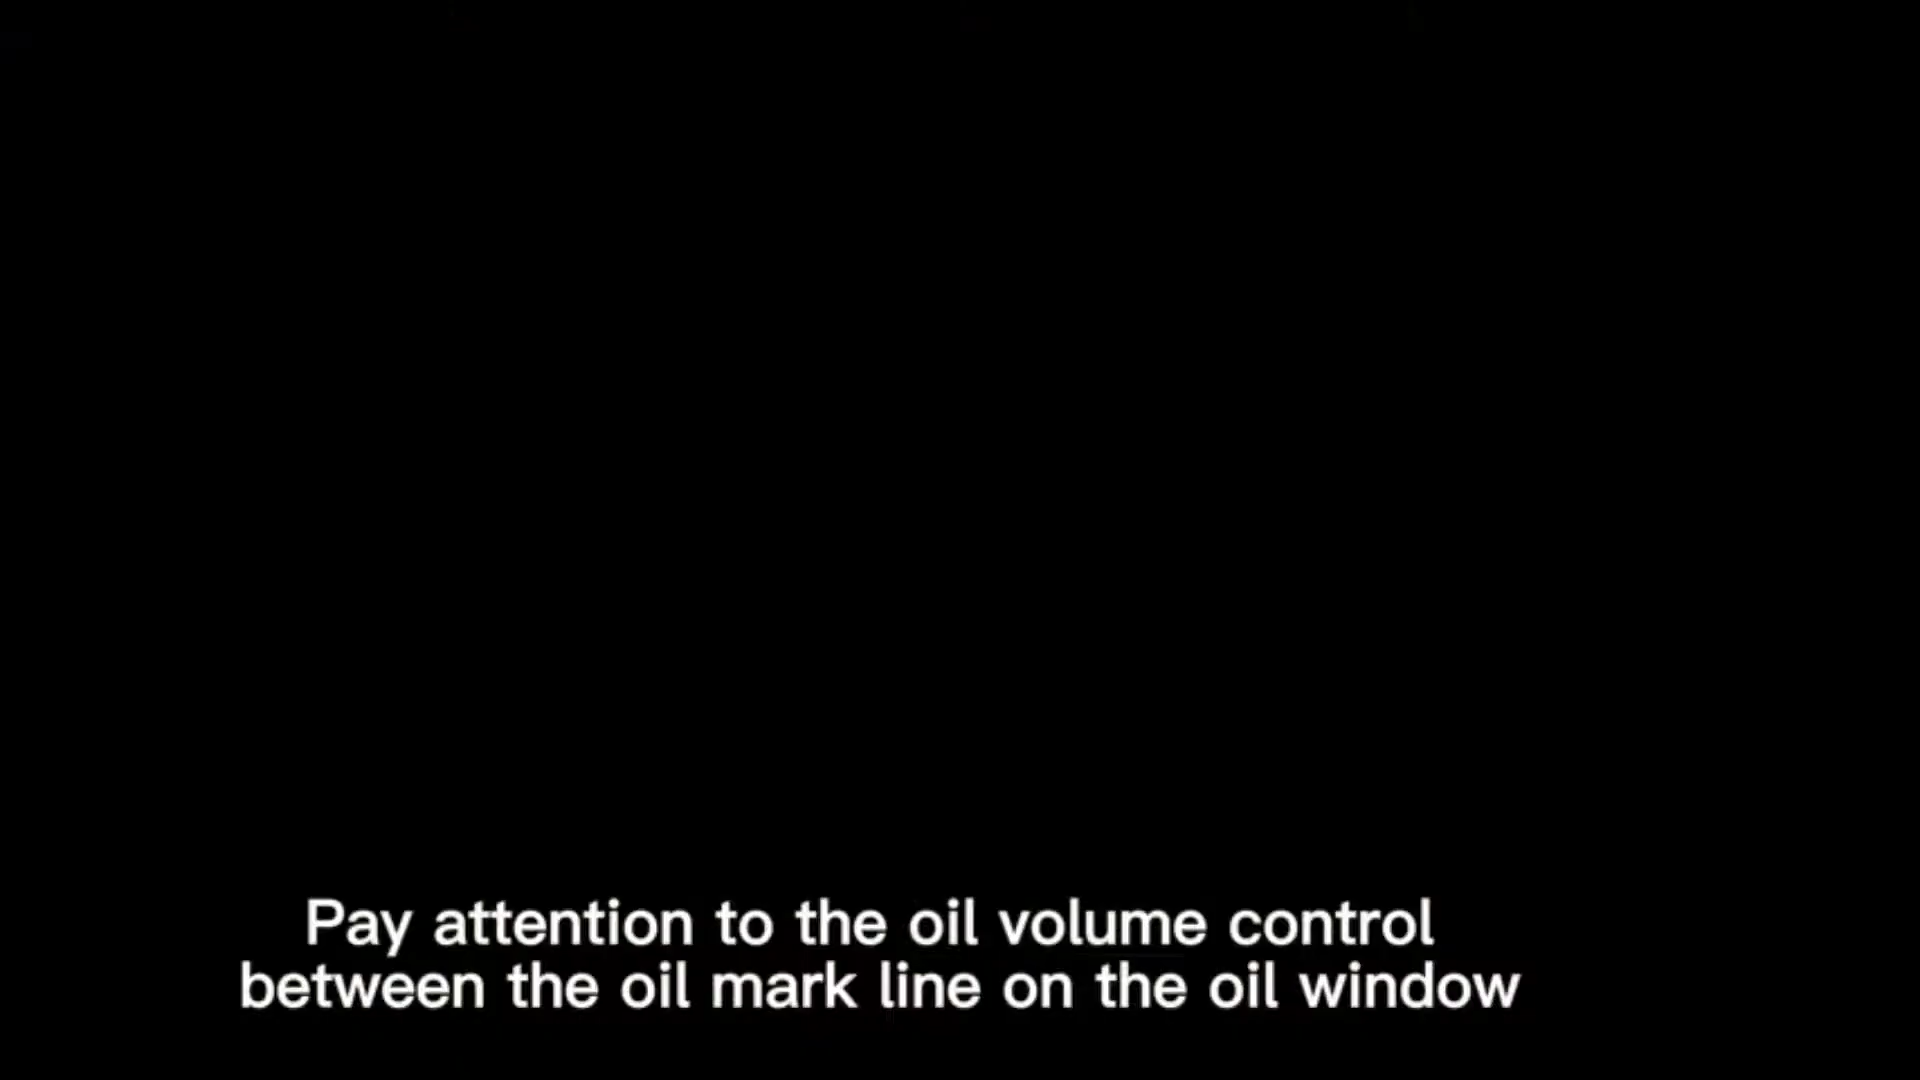 Pay attention to the oil volume control
between the oil mark line on the oil window